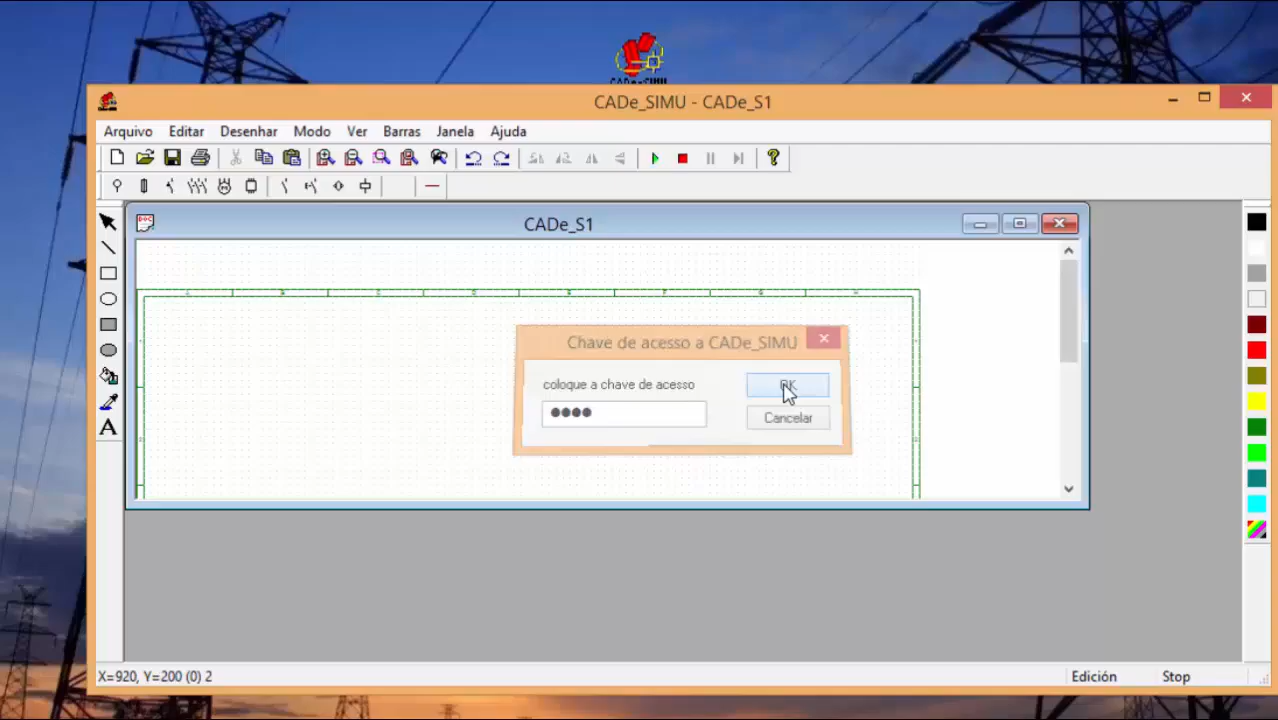 CADe_SIMU - CADe_S1
Arquivo Editar Desenhar Modo Ver Barras Janela Ajuda
CADe_S1
Chave de acesso a CADe_SIMU
coloque a chave de acesso
OK
Cancelar
A
X=920, Y=200 (0) 2
Edición
Stop